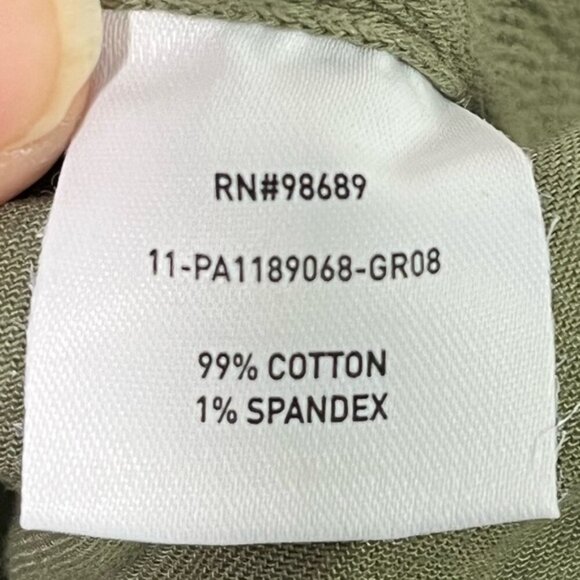 RN#98689
11-PA1189068-GR08
99% COTTON
1% SPANDEX